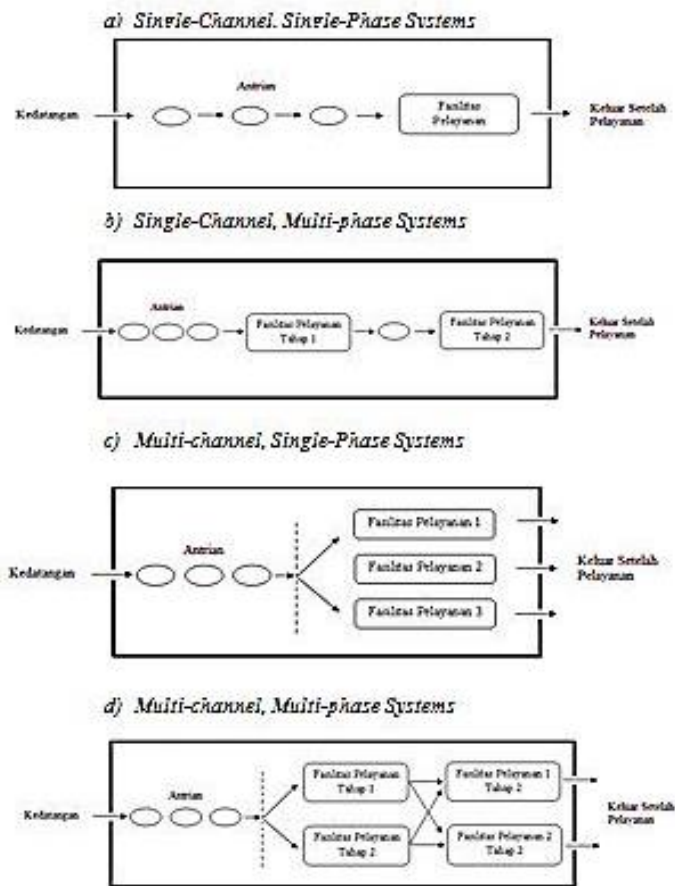 a) Single-Channel. Single-Phase Systems
Antrian
Kedatangan
Fasilitas
Pelayanan
Keluar Setelah
Pelayanan
b) Single-Channel, Multi-phase Systems
Antrian
Kedatangan
Fasilitas Pelayanan
Tahap 1
Fasilitas Pelayanan
Tahap 2
Keluar Setelah
Pelayanan
c) Multi-channel, Single-Phase Systems
Antrian
Kedatangan
Fasilitas Pelayanan 1
Fasilitas Pelayanan 2
Fasilitas Pelayanan 3
Keluar Setelah
Pelayanan
d) Multi-channel, Multi-phase Systems
Antrian
Kedatangan
Fasilitas Pelayanan
Tahap
Fasilitas Pelayanan 1
Tahap 2
Fasilitas Pelayanan
Tahap 2
Fasilitas Pelayanan 2
Tahap
Keluar Setelah
Pelayanan